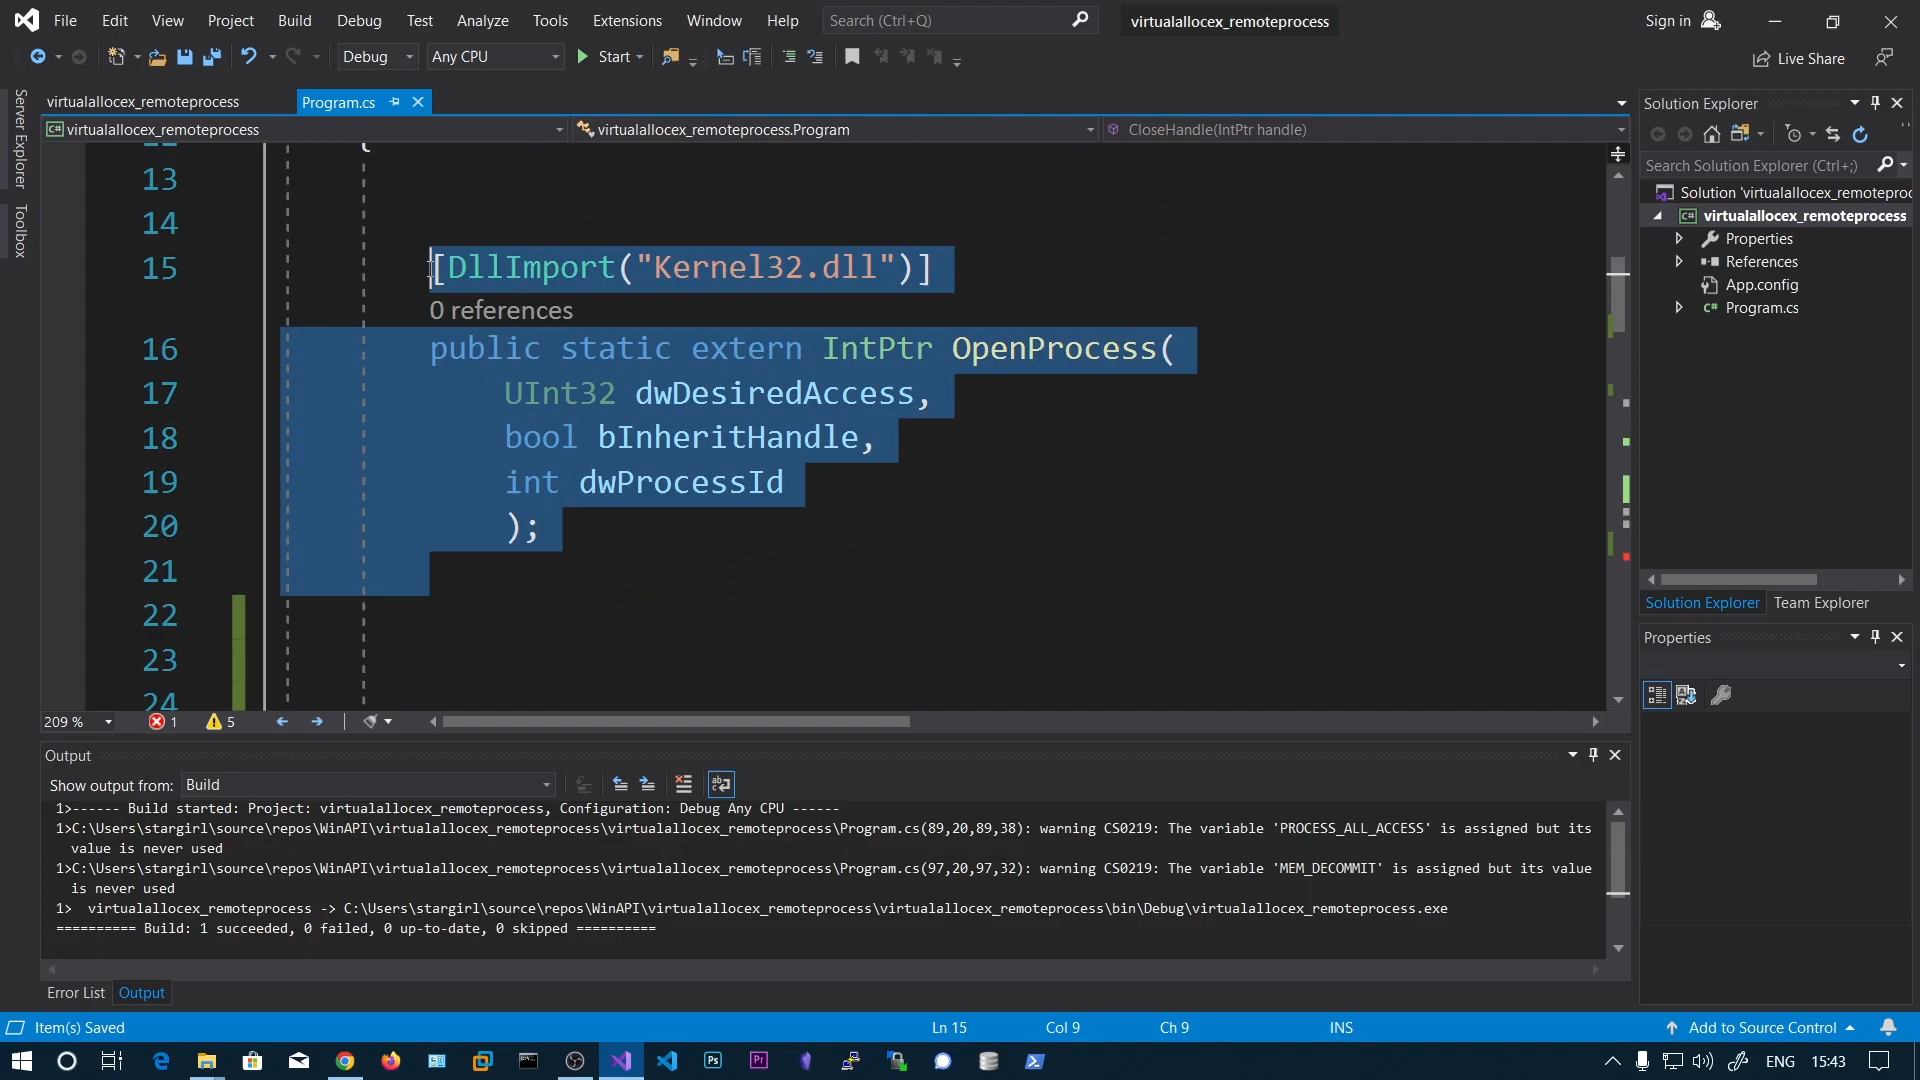 File Edit View Project Build Debug Test Analyze Tools Extensions Window Help Search (Ctrl+Q) virtualallocex_remoteprocess Sign in
Debug Any CPU Start Live Share
Server Explorer
Toolbox
virtualallocex_remoteprocess Program.cs
virtualallocex_remoteprocess virtualallocex_remoteprocess.Program CloseHandle(IntPtr handle)
13
14
15 [DllImport("Kernel32.dll")]
0 references
16 public static extern IntPtr OpenProcess(
17 UInt32 dwDesiredAccess,
18 bool bInheritHandle,
19 int dwProcessId
20 );
21
22
23
24
209 % 1 5
Solution Explorer
Search Solution Explorer (Ctrl+;)
Solution 'virtualallocex_remoteproc
virtualallocex_remoteprocess
Properties
References
App.config
Program.cs
Solution Explorer Team Explorer
Properties
Output
Show output from: Build
1>------ Build started: Project: virtualallocex_remoteprocess, Configuration: Debug Any CPU ------
1>C:\Users\stargirl\source\repos\WinAPI\virtualallocex_remoteprocess\virtualallocex_remoteprocess\Program.cs(89,20,89,38): warning CS0219: The variable 'PROCESS_ALL_ACCESS' is assigned but its
value is never used
1>C:\Users\stargirl\source\repos\WinAPI\virtualallocex_remoteprocess\virtualallocex_remoteprocess\Program.cs(97,20,97,32): warning CS0219: The variable 'MEM_DECOMMIT' is assigned but its value
is never used
1>  virtualallocex_remoteprocess -> C:\Users\stargirl\source\repos\WinAPI\virtualallocex_remoteprocess\virtualallocex_remoteprocess\bin\Debug\virtualallocex_remoteprocess.exe
========== Build: 1 succeeded, 0 failed, 0 up-to-date, 0 skipped ==========
Error List Output
Item(s) Saved Ln 15 Col 9 Ch 9 INS Add to Source Control
Ps Pr ENG 15:43